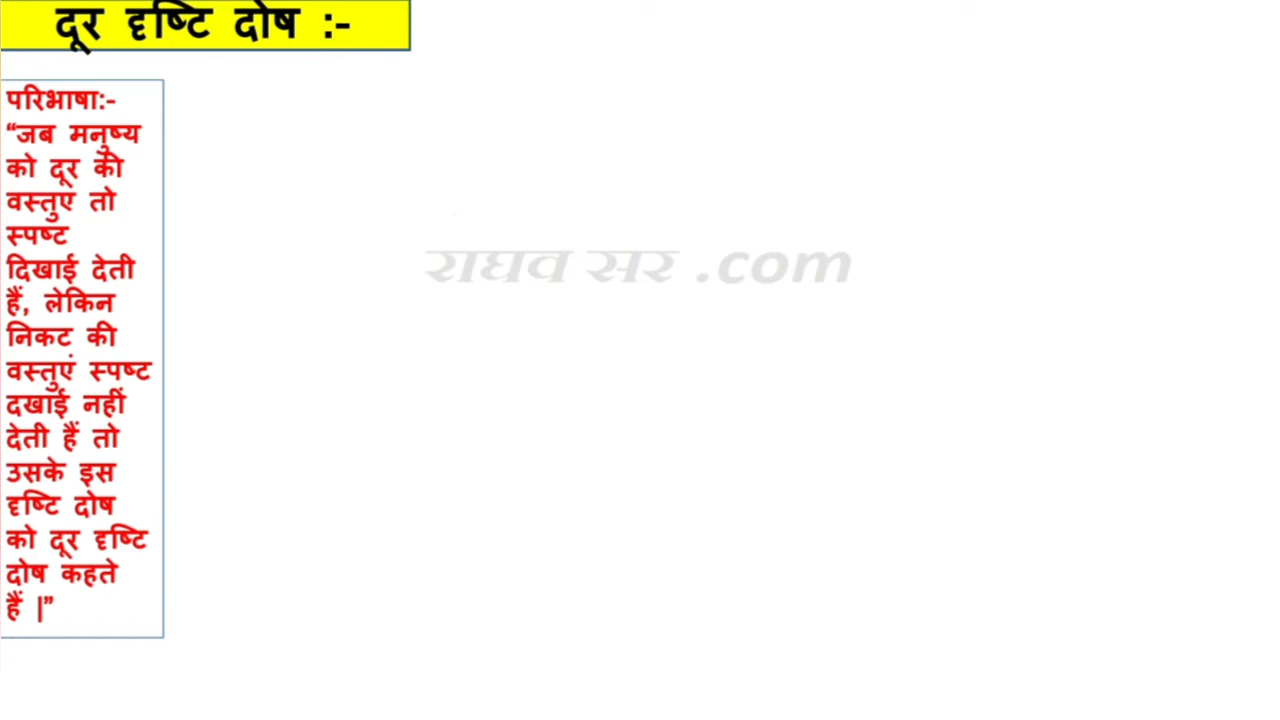 दूर दृष्टि दोष :-
परिभाषा:-
“जब मनुष्य
को दूर की
वस्तुएं तो
स्पष्ट
दिखाई देती
हैं, लेकिन
निकट की
वस्तुएं स्पष्ट
दखाई नहीं
देती हैं तो
उसके इस
दृष्टि दोष
को दूर दृष्टि
दोष कहते
हैं |”
राघव सर .com